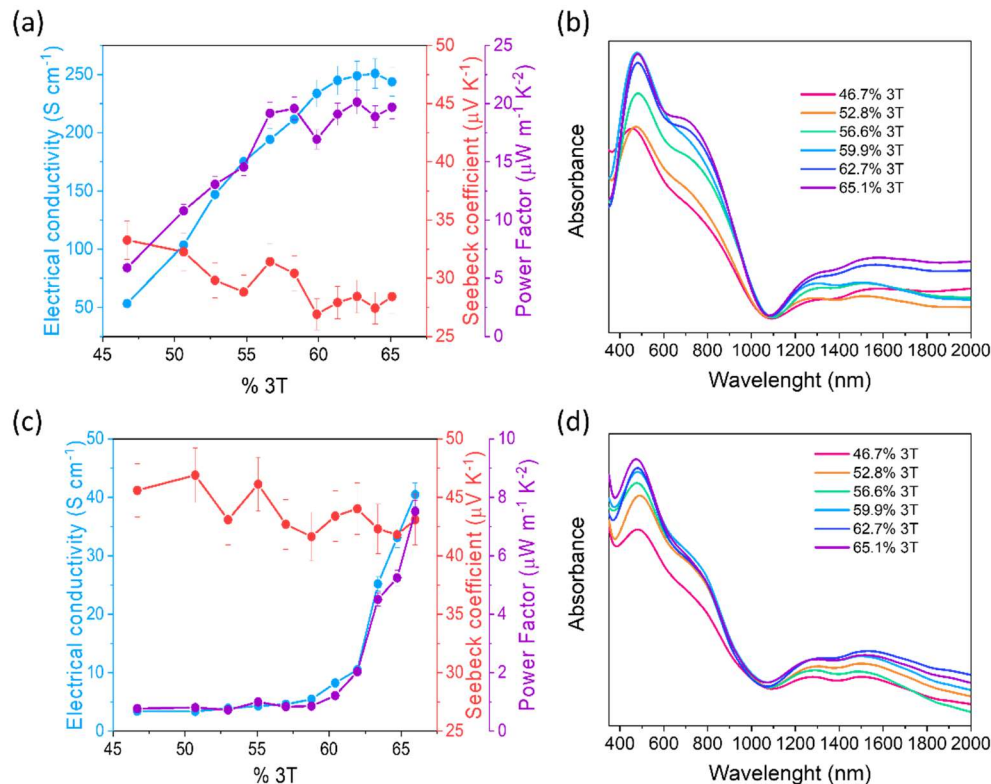 (a)
Electrical conductivity (S cm⁻¹)
250
200
150
100
50
45 50 55 60 65
% 3T
50
45
40
35
30
25
Seebeck coefficient (μV K⁻¹)
25
20
15
10
5
0
Power Factor (μW m⁻¹ K⁻²)
(b)
Absorbance
46.7% 3T
52.8% 3T
56.6% 3T
59.9% 3T
62.7% 3T
65.1% 3T
400 600 800 1000 1200 1400 1600 1800 2000
Wavelenght (nm)
(c)
Electrical conductivity (S cm⁻¹)
50
40
30
20
10
0
45 50 55 60 65
% 3T
50
45
40
35
30
25
Seebeck coefficient (μV K⁻¹)
10
8
6
4
2
0
Power Factor (μW m⁻¹ K⁻²)
(d)
Absorbance
46.7% 3T
52.8% 3T
56.6% 3T
59.9% 3T
62.7% 3T
65.1% 3T
400 600 800 1000 1200 1400 1600 1800 2000
Wavelenght (nm)